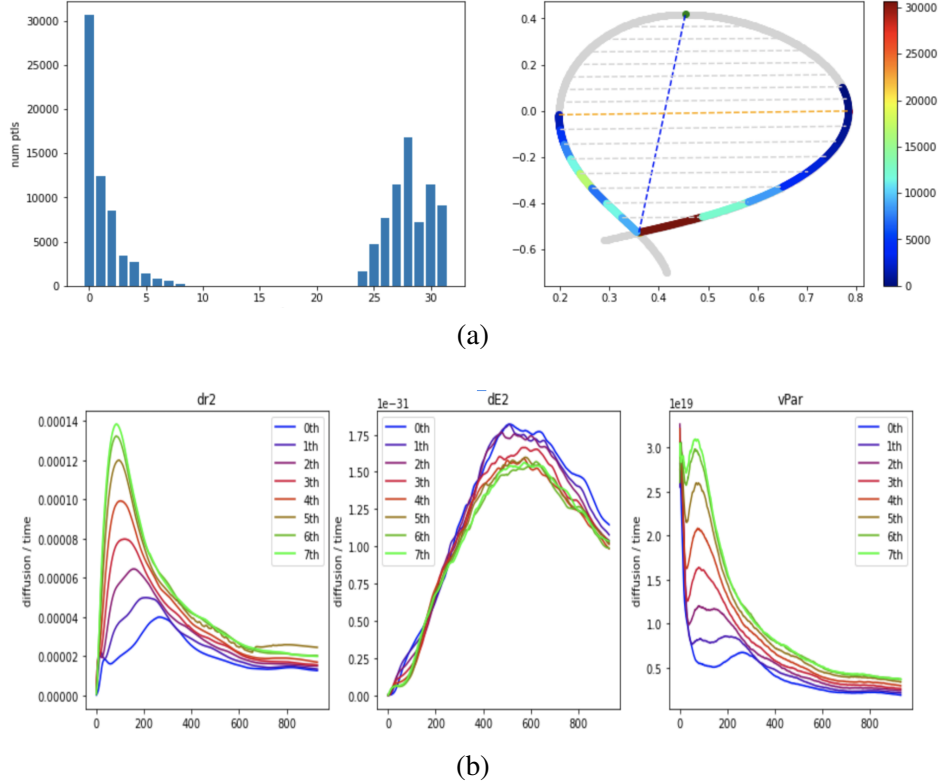 30000
25000
20000
15000
10000
5000
0
num ptls
0 5 10 15 20 25 30
0.4
0.2
0.0
−0.2
−0.4
−0.6
0.2 0.3 0.4 0.5 0.6 0.7 0.8
30000
25000
20000
15000
10000
5000
0
(a)
dr2
0.00014
0.00012
0.00010
0.00008
0.00006
0.00004
0.00002
0.00000
diffusion / time
0th
1th
2th
3th
4th
5th
6th
7th
0 200 400 600 800
dE2
1e−31
1.75
1.50
1.25
1.00
0.75
0.50
0.25
0.00
diffusion / time
0th
1th
2th
3th
4th
5th
6th
7th
0 200 400 600 800
vPar
1e19
3.0
2.5
2.0
1.5
1.0
0.5
diffusion / time
0th
1th
2th
3th
4th
5th
6th
7th
0 200 400 600 800
(b)